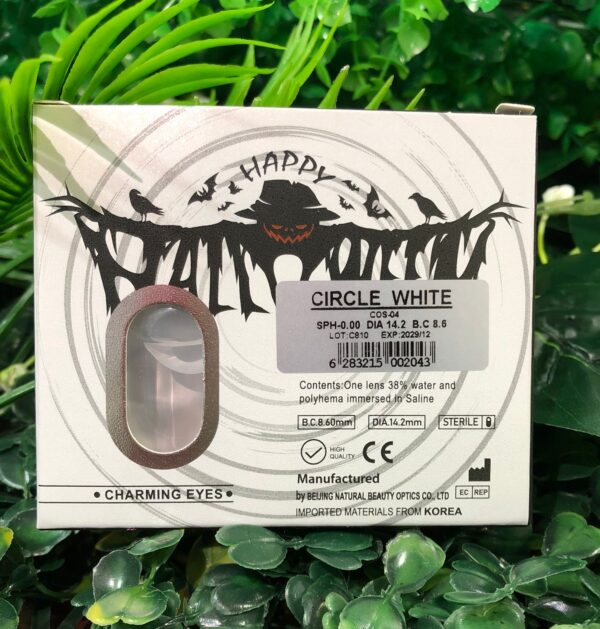 HAPPY
HALLOWEEN
CIRCLE WHITE
COS-04
SPH-0.00 DIA 14.2 B.C 8.6
LOT:C810 EXP:2029/12
6 283215 002043
Contents:One lens 38% water and
polyhema immersed in Saline
B.C.8.60mm DIA.14.2mm STERILE
HIGH
QUALITY CE
Manufactured
by BEIJING NATURAL BEAUTY OPTICS CO., LTD EC REP
IMPORTED MATERIALS FROM KOREA
• CHARMING EYES •